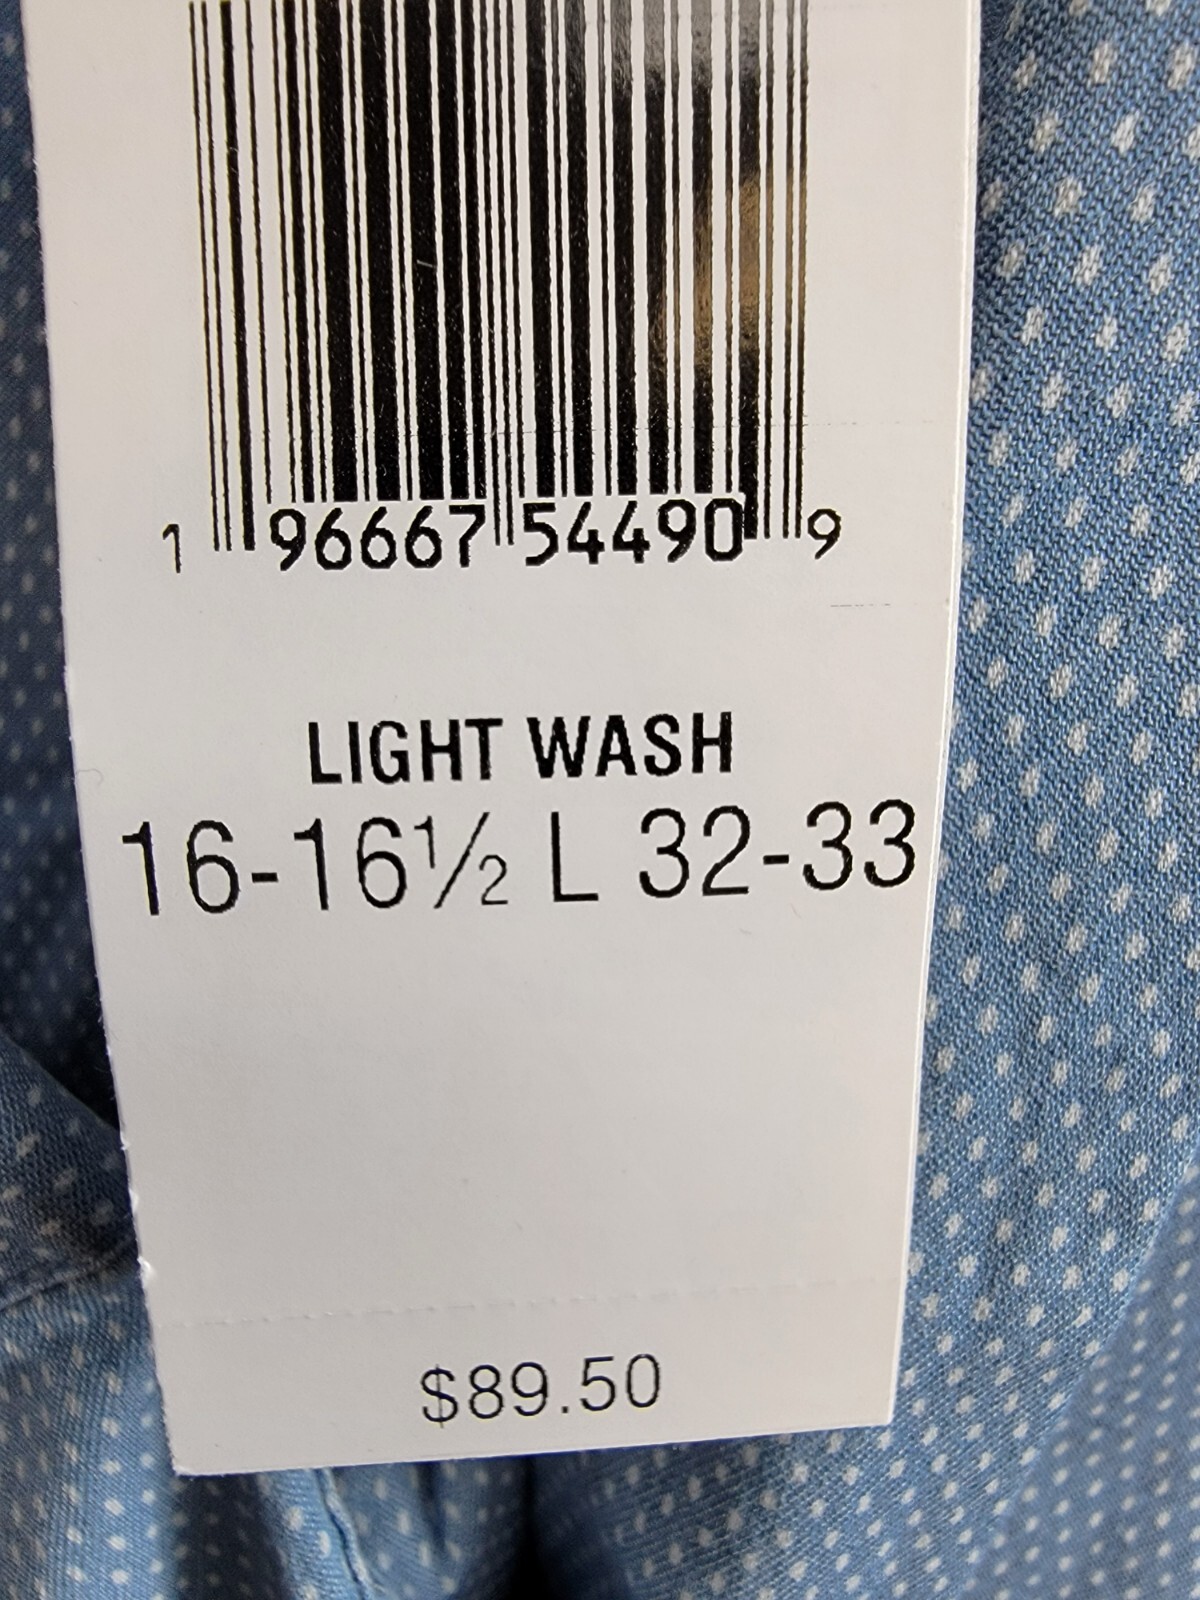 1 96667 54490 9
LIGHT WASH
16-16½ L 32-33
$89.50